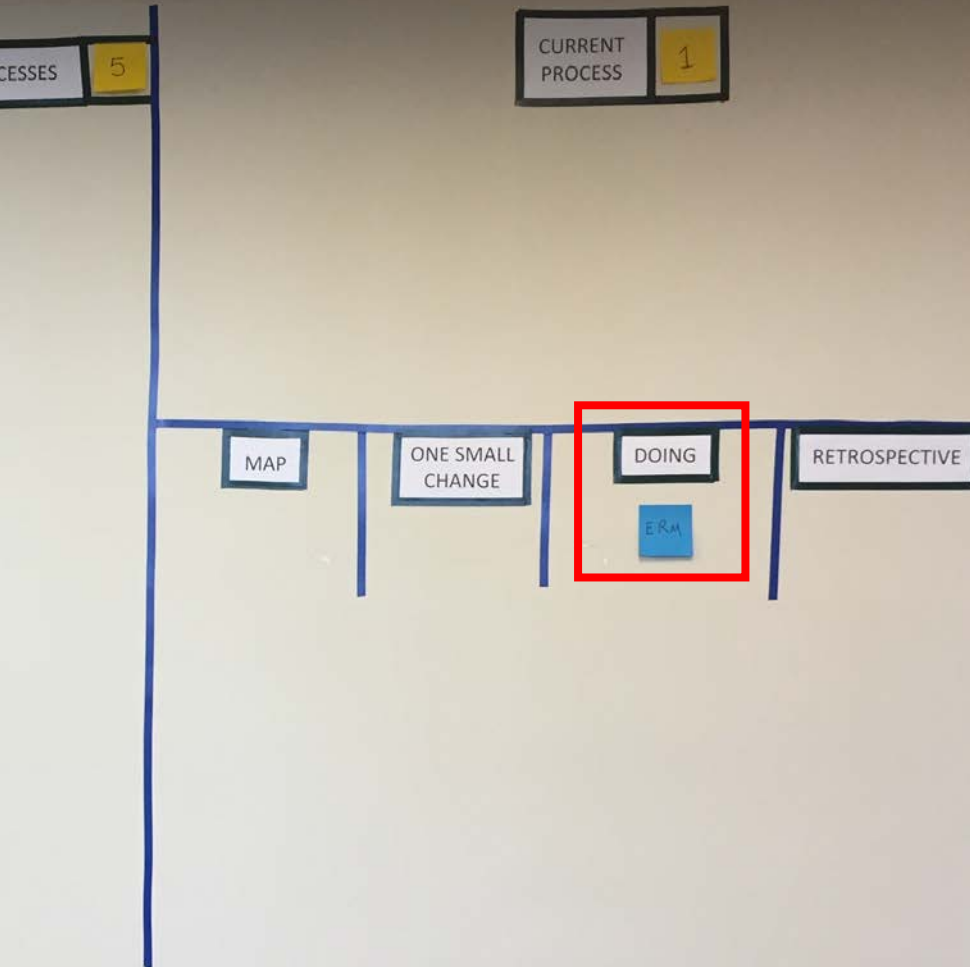 CESSES
5
CURRENT
PROCESS
1
MAP
ONE SMALL
CHANGE
DOING
RETROSPECTIVE
ERM